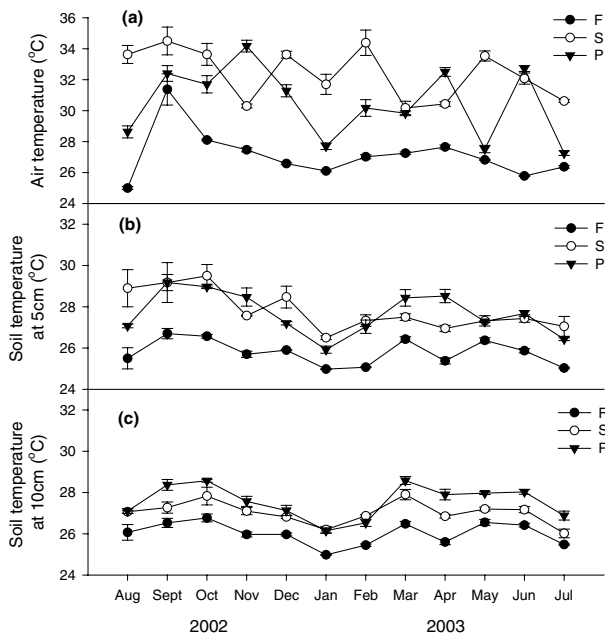 (a)
F
S
P
Air temperature (°C)
36
34
32
30
28
26
24
(b)
F
S
P
Soil temperature
at 5cm (°C)
32
30
28
26
24
(c)
F
S
P
Soil temperature
at 10cm (°C)
32
30
28
26
24
Aug Sept Oct Nov Dec Jan Feb Mar Apr May Jun Jul
2002 2003